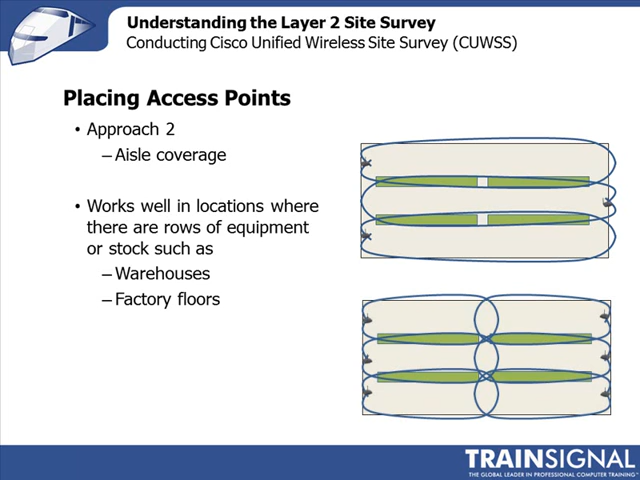 Understanding the Layer 2 Site Survey
Conducting Cisco Unified Wireless Site Survey (CUWSS)
Placing Access Points
• Approach 2
– Aisle coverage
• Works well in locations where
there are rows of equipment
or stock such as
– Warehouses
– Factory floors
TRAINSIGNAL
THE GLOBAL LEADER IN PROFESSIONAL COMPUTER TRAINING™